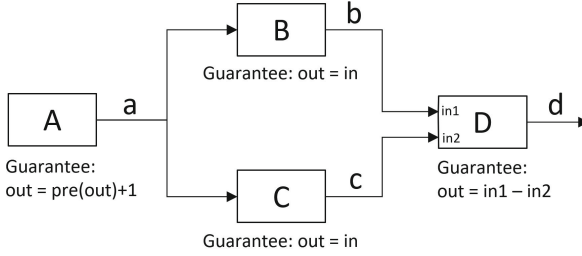 B
b
Guarantee: out = in
A
a
Guarantee:
out = pre(out)+1
in1
in2
D
d
Guarantee:
out = in1 – in2
C
c
Guarantee: out = in